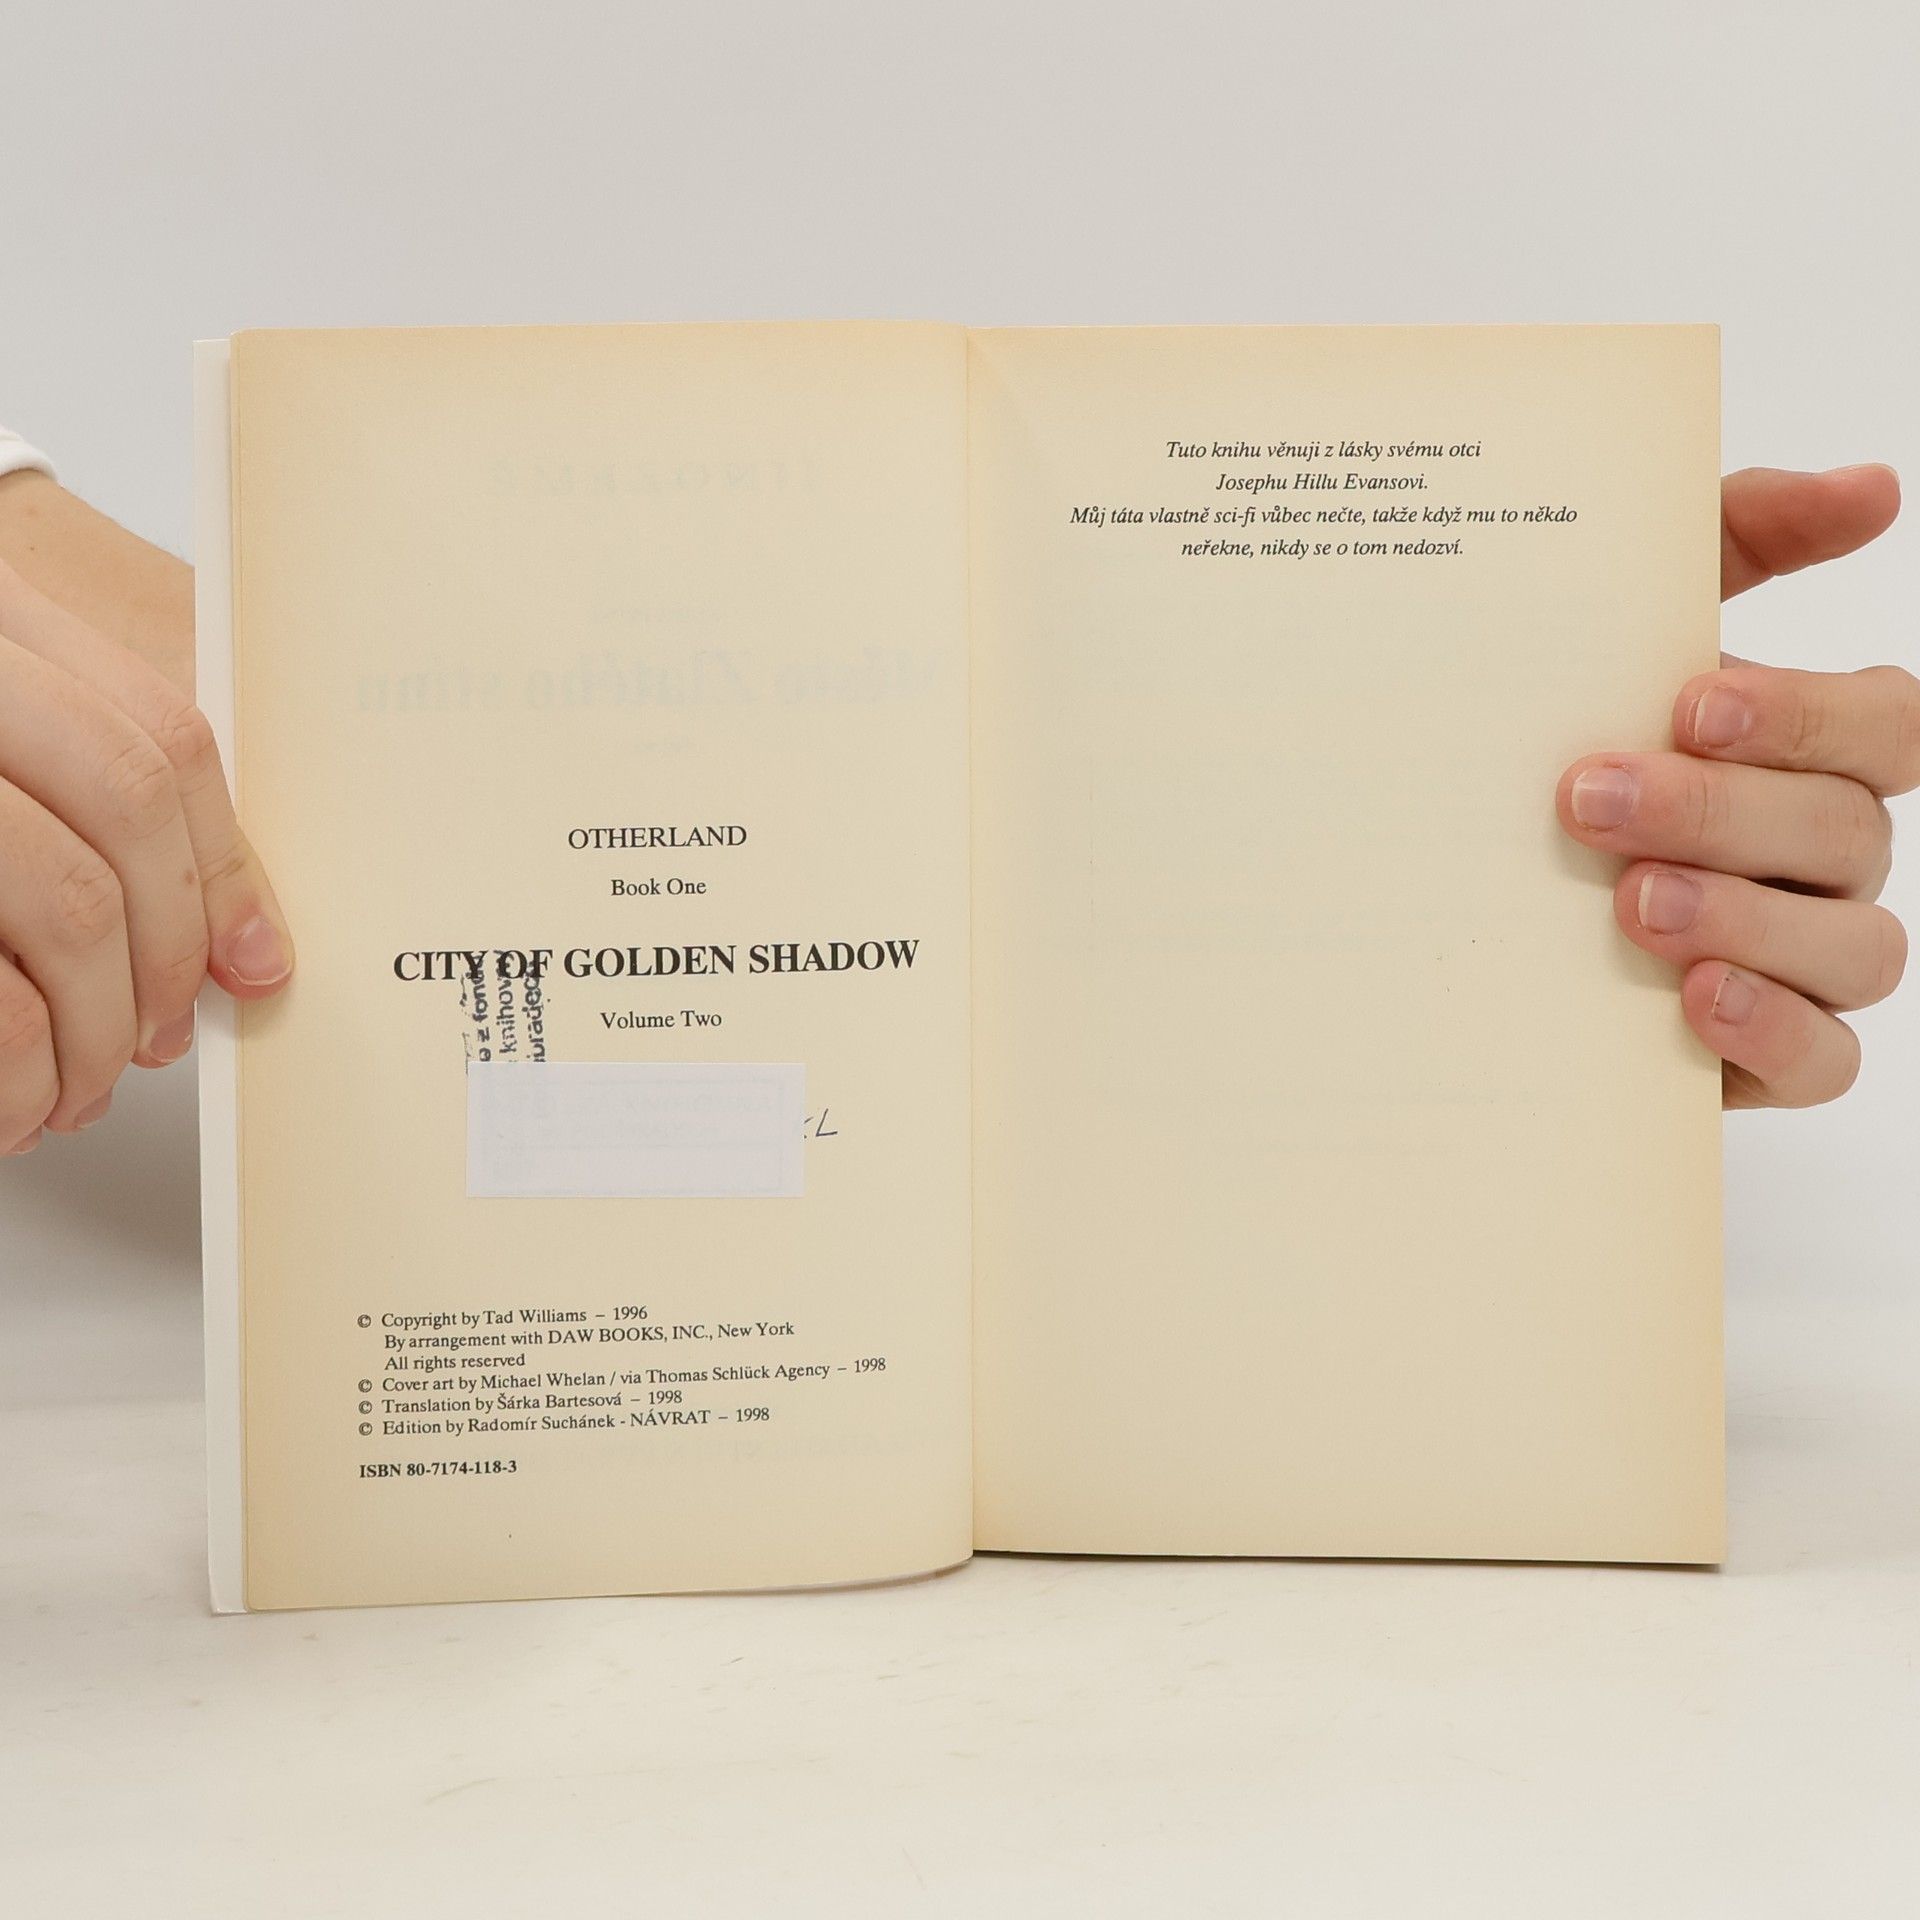 OTHERLAND
Book One
CITY OF GOLDEN SHADOW
Volume Two
z fondu
knihovny
© Copyright by Tad Williams – 1996
By arrangement with DAW BOOKS, INC., New York
All rights reserved
© Cover art by Michael Whelan / via Thomas Schlück Agency – 1998
© Translation by Šárka Bartesová – 1998
© Edition by Radomír Suchánek - NÁVRAT – 1998
ISBN 80-7174-118-3
Tuto knihu věnuji z lásky svému otci
Josephu Hillu Evansovi.
Můj táta vlastně sci-fi vůbec nečte, takže když mu to někdo
neřekne, nikdy se o tom nedozví.